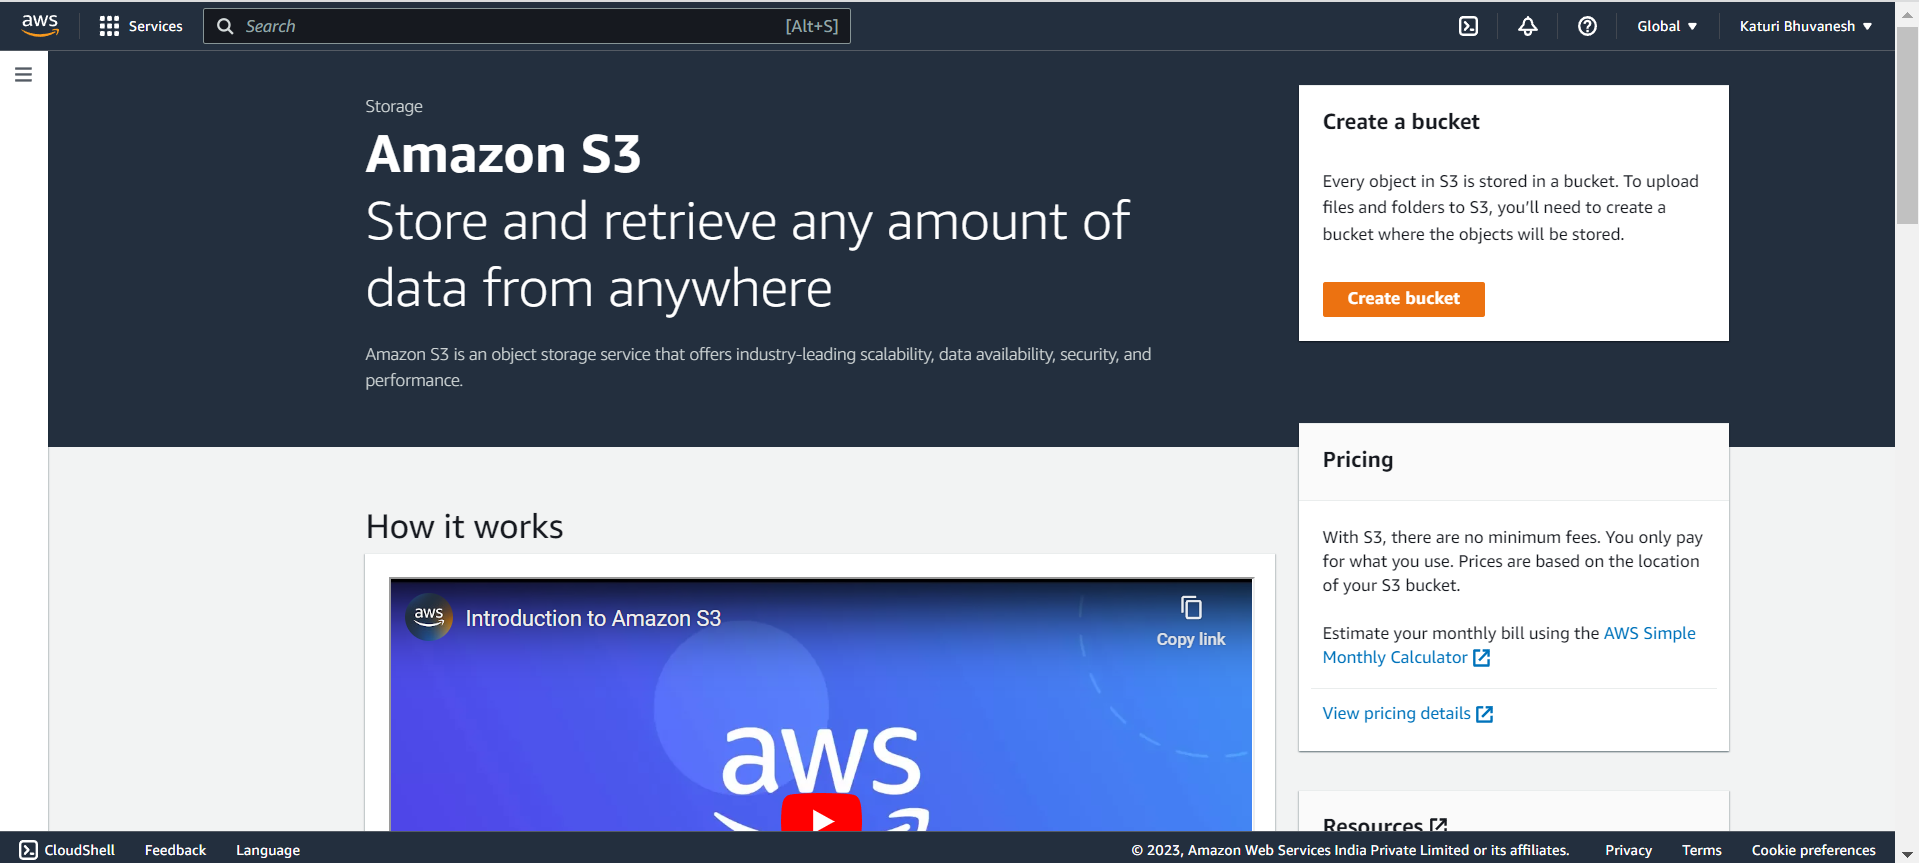 aws
Services
Search
[Alt+S]
Global
Katuri Bhuvanesh
Storage
Amazon S3
Store and retrieve any amount of
data from anywhere
Amazon S3 is an object storage service that offers industry-leading scalability, data availability, security, and
performance.
Create a bucket
Every object in S3 is stored in a bucket. To upload
files and folders to S3, you'll need to create a
bucket where the objects will be stored.
Create bucket
How it works
aws
Introduction to Amazon S3
Copy link
aws
Pricing
With S3, there are no minimum fees. You only pay
for what you use. Prices are based on the location
of your S3 bucket.
Estimate your monthly bill using the AWS Simple
Monthly Calculator
View pricing details
Resources
CloudShell
Feedback
Language
© 2023, Amazon Web Services India Private Limited or its affiliates.
Privacy
Terms
Cookie preferences